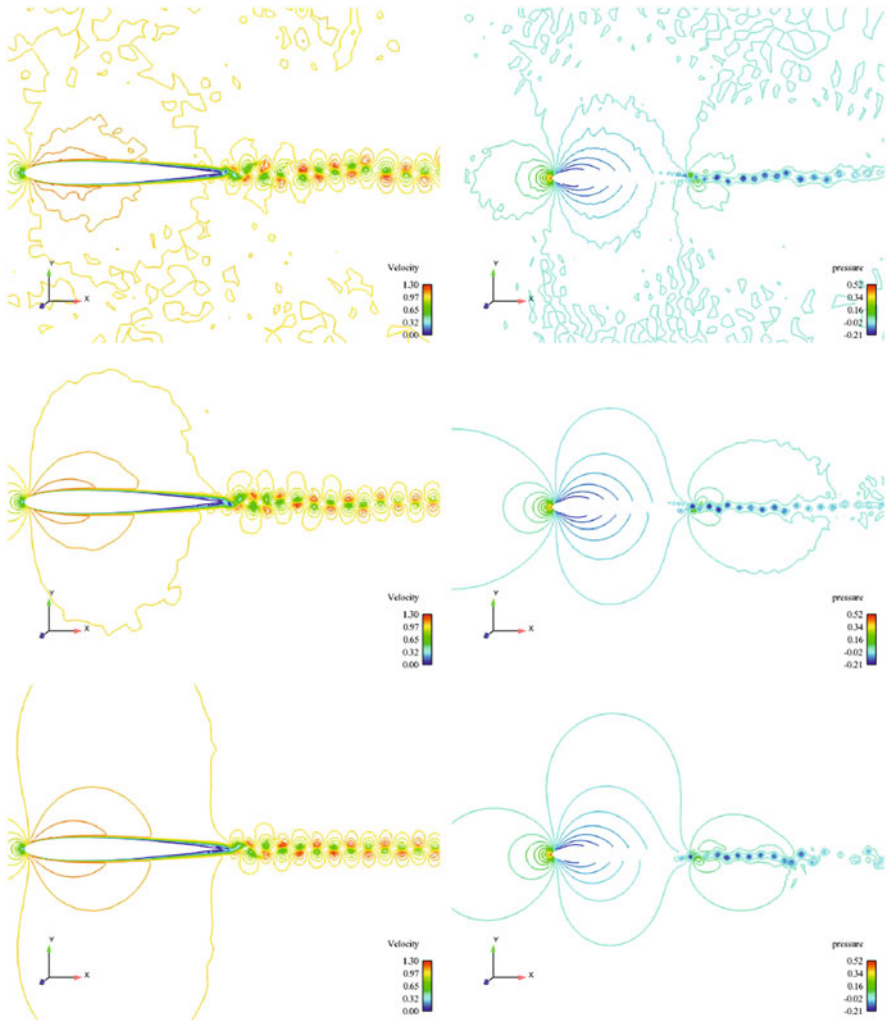 Y
X
Velocity
1.30
0.97
0.65
0.32
0.00
Y
X
pressure
0.52
0.34
0.16
-0.02
-0.21
Y
X
Velocity
1.30
0.97
0.65
0.32
0.00
Y
X
pressure
0.52
0.34
0.16
-0.02
-0.21
Y
X
Velocity
1.30
0.97
0.65
0.32
0.00
Y
X
pressure
0.52
0.34
0.16
-0.02
-0.21